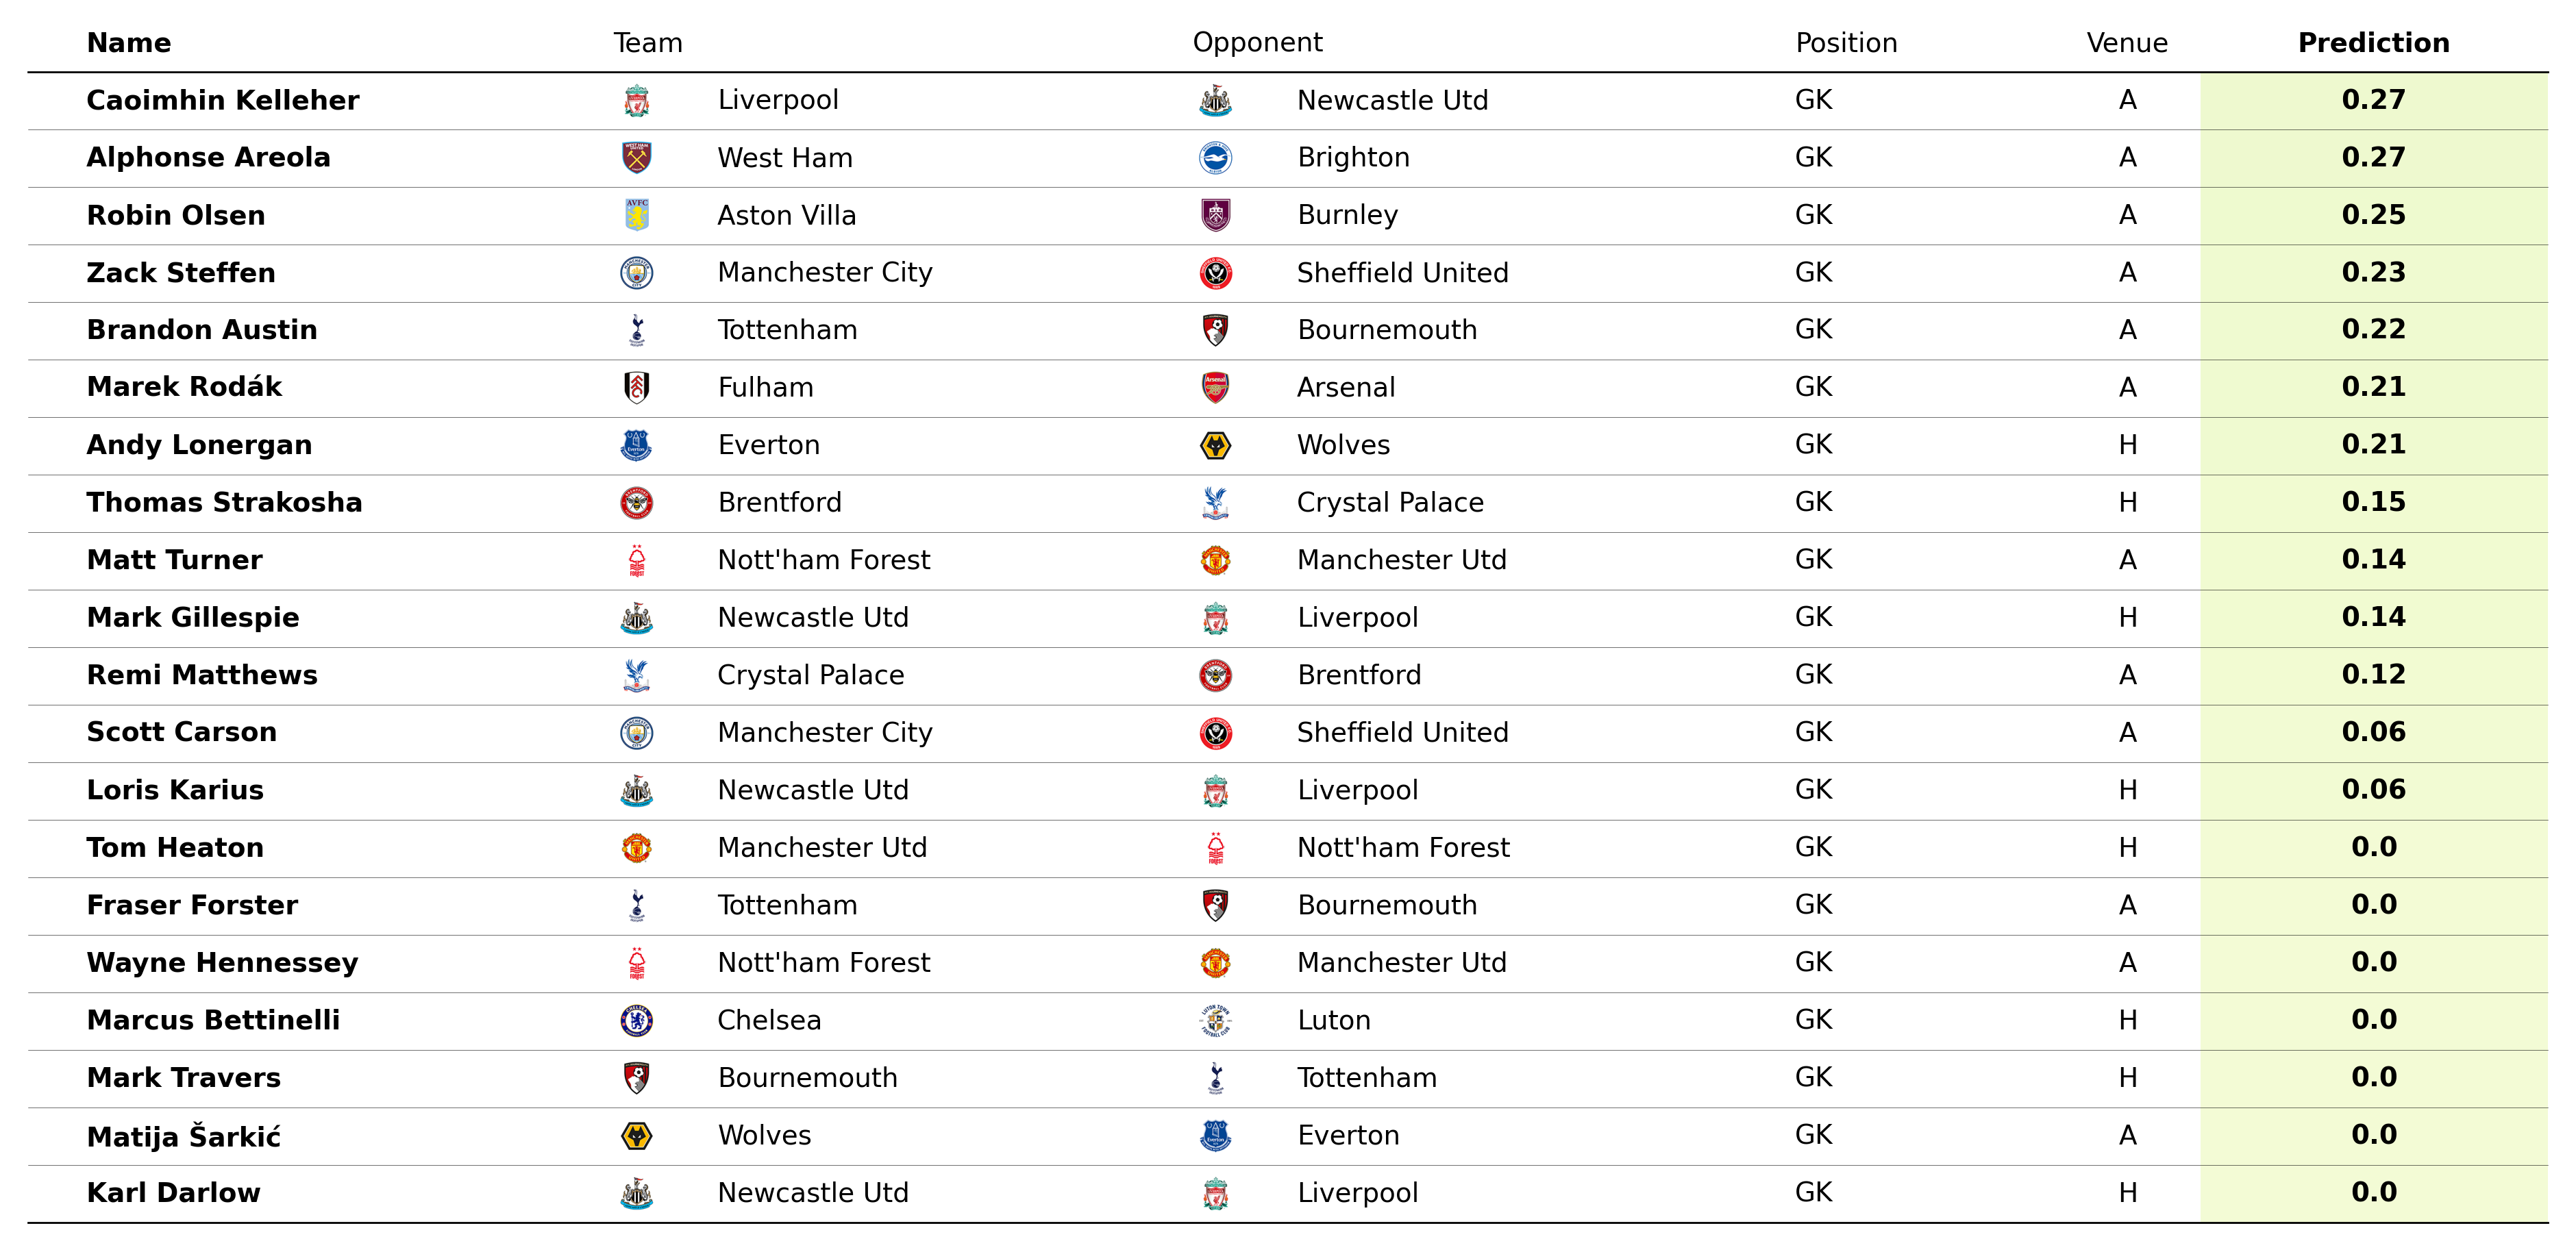 Name Team Opponent Position Venue Prediction
Caoimhin Kelleher Liverpool Newcastle Utd GK A 0.27
Alphonse Areola West Ham Brighton GK A 0.27
Robin Olsen Aston Villa Burnley GK A 0.25
Zack Steffen Manchester City Sheffield United GK A 0.23
Brandon Austin Tottenham Bournemouth GK A 0.22
Marek Rodák Fulham Arsenal GK A 0.21
Andy Lonergan Everton Wolves GK H 0.21
Thomas Strakosha Brentford Crystal Palace GK H 0.15
Matt Turner Nott'ham Forest Manchester Utd GK A 0.14
Mark Gillespie Newcastle Utd Liverpool GK H 0.14
Remi Matthews Crystal Palace Brentford GK A 0.12
Scott Carson Manchester City Sheffield United GK A 0.06
Loris Karius Newcastle Utd Liverpool GK H 0.06
Tom Heaton Manchester Utd Nott'ham Forest GK H 0.0
Fraser Forster Tottenham Bournemouth GK A 0.0
Wayne Hennessey Nott'ham Forest Manchester Utd GK A 0.0
Marcus Bettinelli Chelsea Luton GK H 0.0
Mark Travers Bournemouth Tottenham GK H 0.0
Matija Šarkić Wolves Everton GK A 0.0
Karl Darlow Newcastle Utd Liverpool GK H 0.0